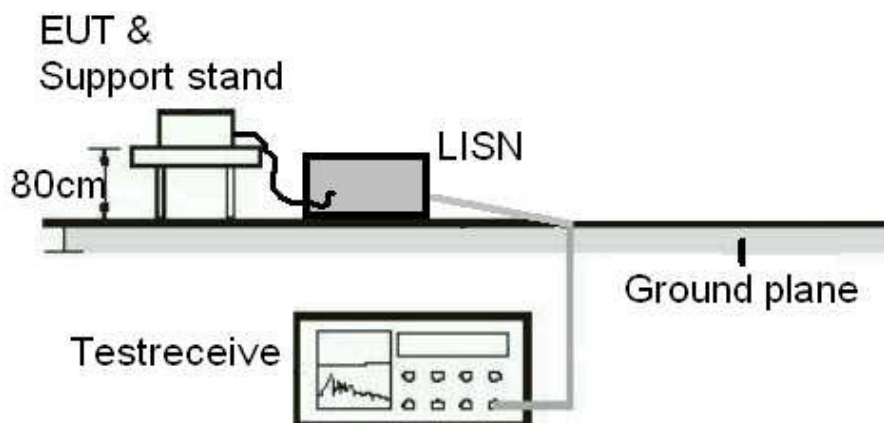 EUT &
Support stand
LISN
80cm
Ground plane
Testreceive